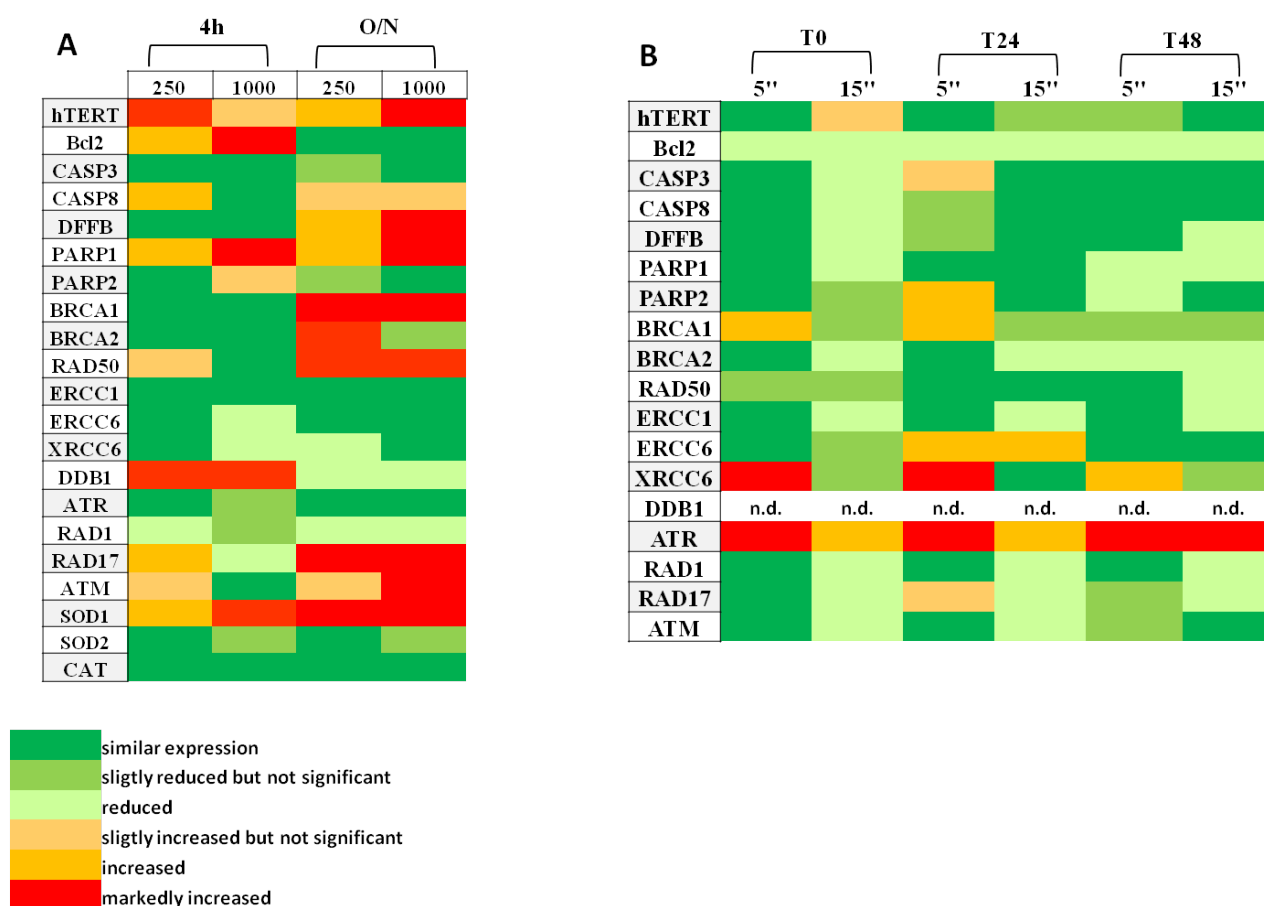 A
4h O/N
250 1000 250 1000
hTERT
Bcl2
CASP3
CASP8
DFFB
PARP1
PARP2
BRCA1
BRCA2
RAD50
ERCC1
ERCC6
XRCC6
DDB1
ATR
RAD1
RAD17
ATM
SOD1
SOD2
CAT
B
T0 T24 T48
5'' 15'' 5'' 15'' 5'' 15''
hTERT
Bcl2
CASP3
CASP8
DFFB
PARP1
PARP2
BRCA1
BRCA2
RAD50
ERCC1
ERCC6
XRCC6
DDB1 n.d. n.d. n.d. n.d. n.d. n.d.
ATR
RAD1
RAD17
ATM
similar expression
sligtly reduced but not significant
reduced
sligtly increased but not significant
increased
markedly increased